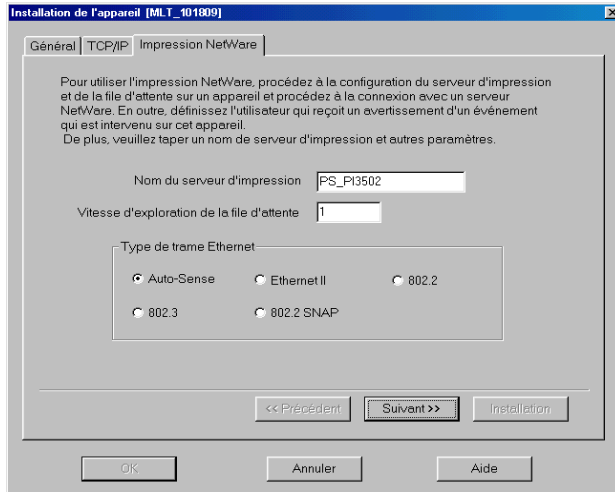 Installation de l'appareil [MLT_101809]
Général
TCP/IP
Impression NetWare
Pour utiliser l'impression NetWare, procédez à la configuration du serveur d'impression
et de la file d'attente sur un appareil et procédez à la connexion avec un serveur
NetWare. En outre, définissez l'utilisateur qui reçoit un avertissement d'un événement
qui est intervenu sur cet appareil.
De plus, veuillez taper un nom de serveur d'impression et autres paramètres.
Nom du serveur d'impression PS_PI3502
Vitesse d'exploration de la file d'attente 1
Type de trame Ethernet
Auto-Sense Ethernet II 802.2
802.3 802.2 SNAP
<< Précédent Suivant >> Installation
OK Annuler Aide